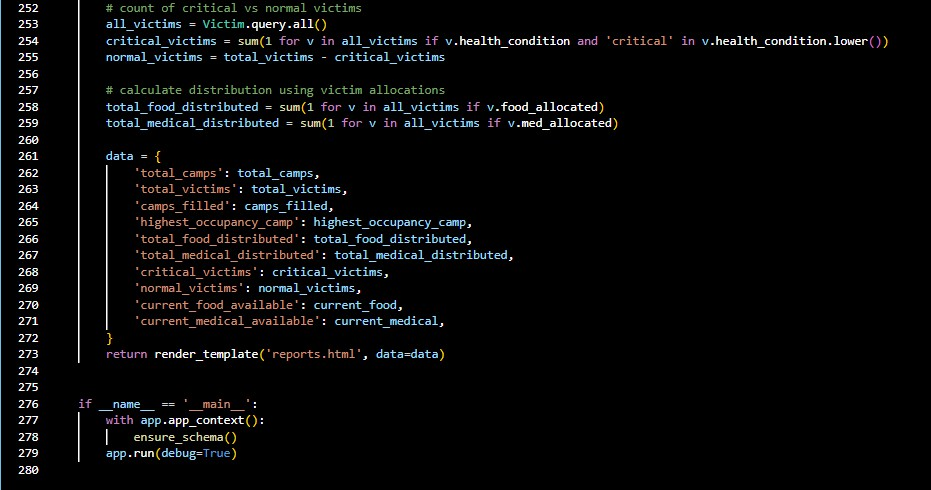 252 # count of critical vs normal victims
253 all_victims = Victim.query.all()
254 critical_victims = sum(1 for v in all_victims if v.health_condition and 'critical' in v.health_condition.lower())
255 normal_victims = total_victims - critical_victims
256
257 # calculate distribution using victim allocations
258 total_food_distributed = sum(1 for v in all_victims if v.food_allocated)
259 total_medical_distributed = sum(1 for v in all_victims if v.med_allocated)
260
261 data = {
262 'total_camps': total_camps,
263 'total_victims': total_victims,
264 'camps_filled': camps_filled,
265 'highest_occupancy_camp': highest_occupancy_camp,
266 'total_food_distributed': total_food_distributed,
267 'total_medical_distributed': total_medical_distributed,
268 'critical_victims': critical_victims,
269 'normal_victims': normal_victims,
270 'current_food_available': current_food,
271 'current_medical_available': current_medical,
272 }
273 return render_template('reports.html', data=data)
274
275
276 if __name__ == '__main__':
277 with app.app_context():
278 ensure_schema()
279 app.run(debug=True)
280